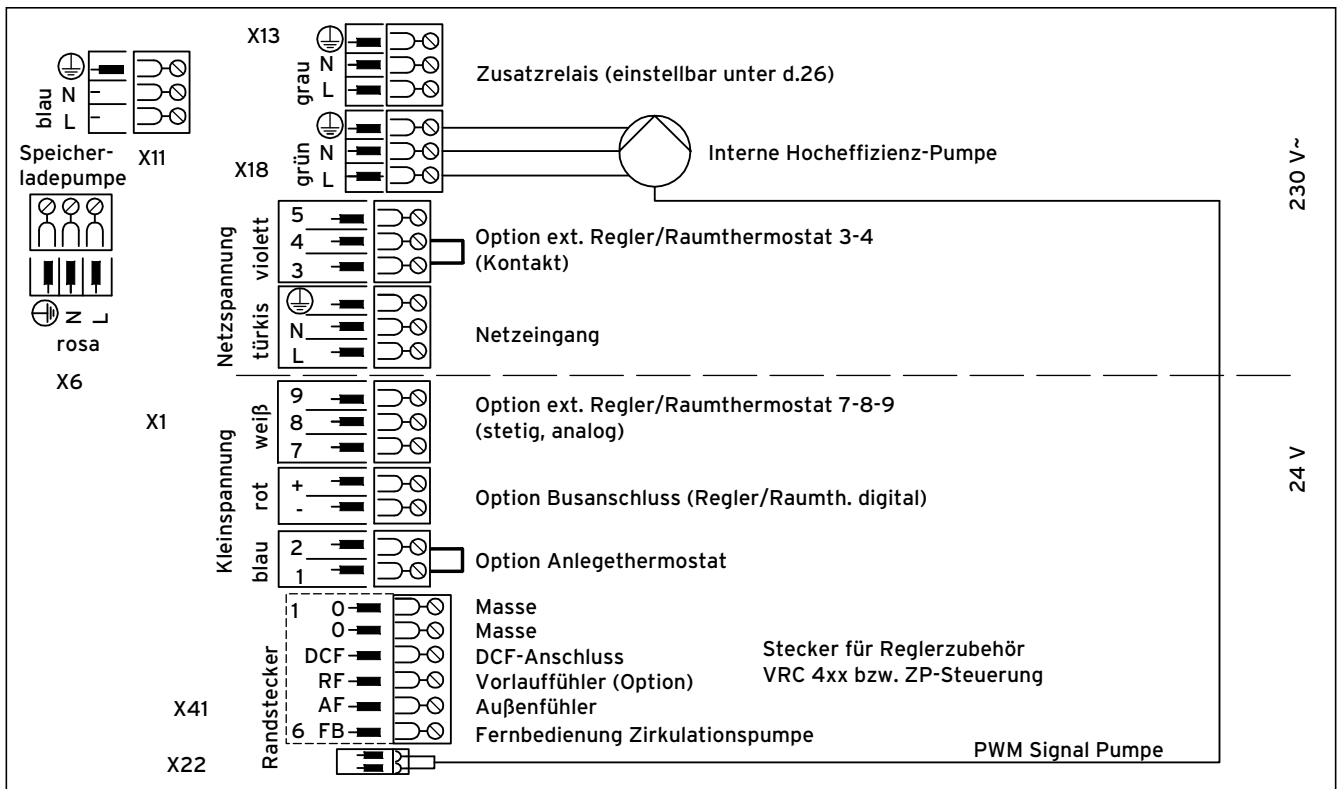 X13
grau
N
L
Zusatzrelais (einstellbar unter d.26)
blau
N
L
X11
Speicher-
ladepumpe
N
L
rosa
X6
X18
grün
N
L
Interne Hocheffizienz-Pumpe
230 V~
Netzspannung
violett
5
4
3
Option ext. Regler/Raumthermostat 3-4
(Kontakt)
türkis
N
L
Netzeingang
X1
Kleinspannung
weiß
9
8
7
Option ext. Regler/Raumthermostat 7-8-9
(stetig, analog)
24 V
rot
+
-
Option Busanschluss (Regler/Raumth. digital)
blau
2
1
Option Anlegethermostat
X41
Randstecker
1 0 Masse
0 Masse
DCF DCF-Anschluss
RF Vorlauffühler (Option)
AF Außenfühler
6 FB Fernbedienung Zirkulationspumpe
Stecker für Reglerzubehör
VRC 4xx bzw. ZP-Steuerung
X22
PWM Signal Pumpe